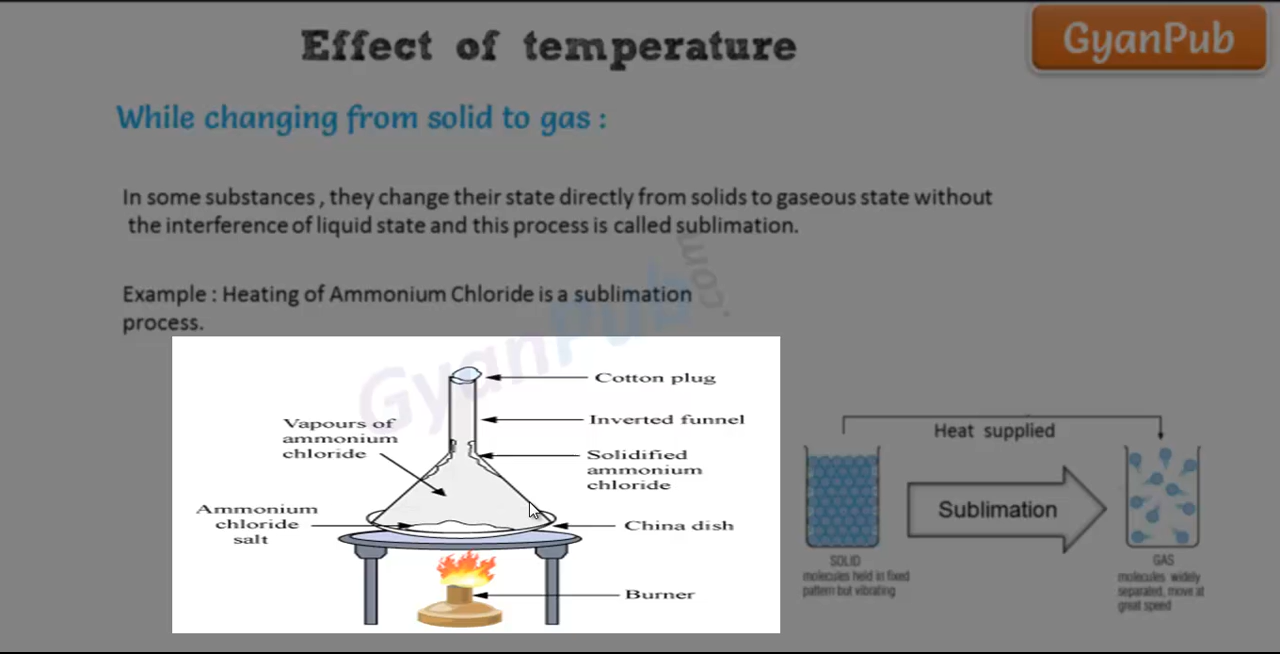 Effect of temperature
GyanPub
While changing from solid to gas :
In some substances , they change their state directly from solids to gaseous state without
the interference of liquid state and this process is called sublimation.
Example : Heating of Ammonium Chloride is a sublimation
process.
GyanPub.com
Cotton plug
Inverted funnel
Vapours of
ammonium
chloride
Solidified
ammonium
chloride
Ammonium
chloride
salt
China dish
Burner
Heat supplied
Sublimation
SOLID
molecules held in fixed
pattern but vibrating
GAS
molecules widely
separated, move at
great speed